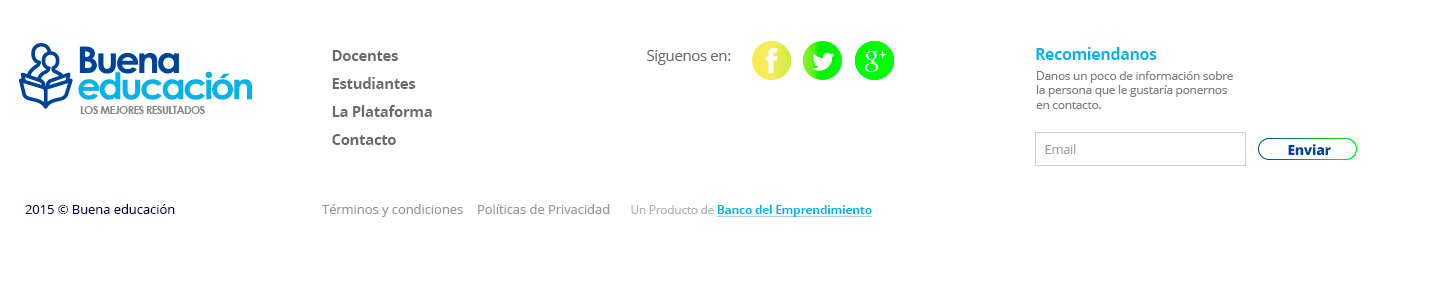 Buena
educación
LOS MEJORES RESULTADOS
Docentes
Estudiantes
La Plataforma
Contacto
Síguenos en:
f
g+
Recomiendanos
Danos un poco de información sobre
la persona que le gustaría ponernos
en contacto.
Email
Enviar
2015 © Buena educación
Términos y condiciones
Políticas de Privacidad
Un Producto de Banco del Emprendimiento